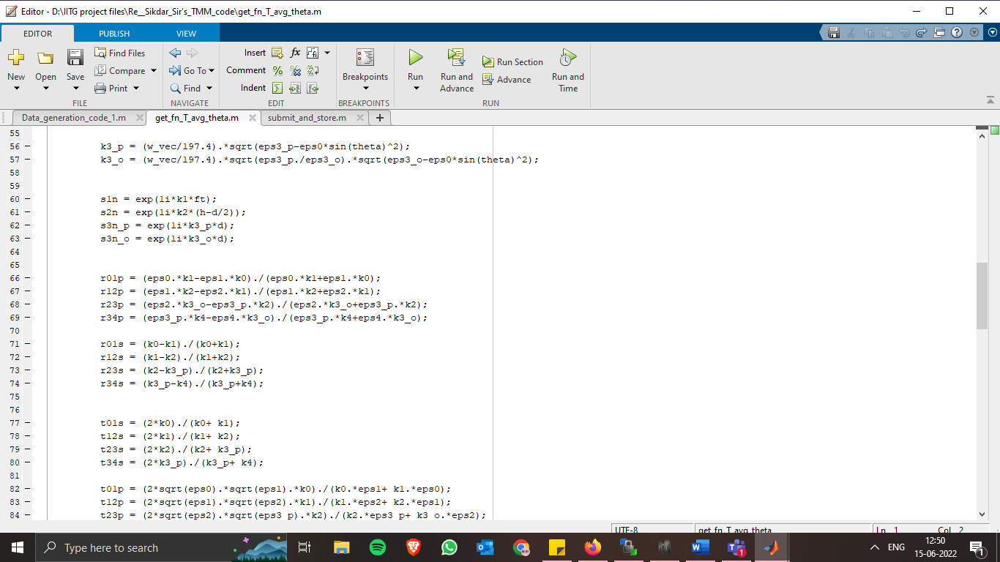 Editor - D:\IITG project files\Re__Sikdar_Sir's_TMM_code\get_fn_T_avg_theta.m
EDITOR PUBLISH VIEW
New Open Save
Find Files
Compare
Print
FILE
Go To
Find
NAVIGATE
Insert fx
Comment
Indent
EDIT
Breakpoints
BREAKPOINTS
Run
Run and Advance
Run Section
Advance
Run and Time
RUN
Data_generation_code_1.m get_fn_T_avg_theta.m submit_and_store.m
55
56 k3_p = (w_vec/197.4).*sqrt(eps3_p-eps0*sin(theta)^2);
57 k3_o = (w_vec/197.4).*sqrt(eps3_p./eps3_o).*sqrt(eps3_o-eps0*sin(theta)^2);
58
59
60 s1n = exp(1i*k1*ft);
61 s2n = exp(1i*k2*(h-d/2));
62 s3n_p = exp(1i*k3_p*d);
63 s3n_o = exp(1i*k3_o*d);
64
65
66 r01p = (eps0.*k1-eps1.*k0)./(eps0.*k1+eps1.*k0);
67 r12p = (eps1.*k2-eps2.*k1)./(eps1.*k2+eps2.*k1);
68 r23p = (eps2.*k3_o-eps3_p.*k2)./(eps2.*k3_o+eps3_p.*k2);
69 r34p = (eps3_p.*k4-eps4.*k3_o)./(eps3_p.*k4+eps4.*k3_o);
70
71 r01s = (k0-k1)./(k0+k1);
72 r12s = (k1-k2)./(k1+k2);
73 r23s = (k2-k3_p)./(k2+k3_p);
74 r34s = (k3_p-k4)./(k3_p+k4);
75
76
77 t01s = (2*k0)./(k0+ k1);
78 t12s = (2*k1)./(k1+ k2);
79 t23s = (2*k2)./(k2+ k3_p);
80 t34s = (2*k3_p)./(k3_p+ k4);
81
82 t01p = (2*sqrt(eps0).*sqrt(eps1).*k0)./(k0.*eps1+ k1.*eps0);
83 t12p = (2*sqrt(eps1).*sqrt(eps2).*k1)./(k1.*eps2+ k2.*eps1);
84 t23p = (2*sqrt(eps2).*sqrt(eps3_p).*k2)./(k2.*eps3_p+ k3_o.*eps2);
UTF-8 get_fn_T_avg_theta Ln 1 Col 2
Type here to search
ENG
12:50
15-06-2022